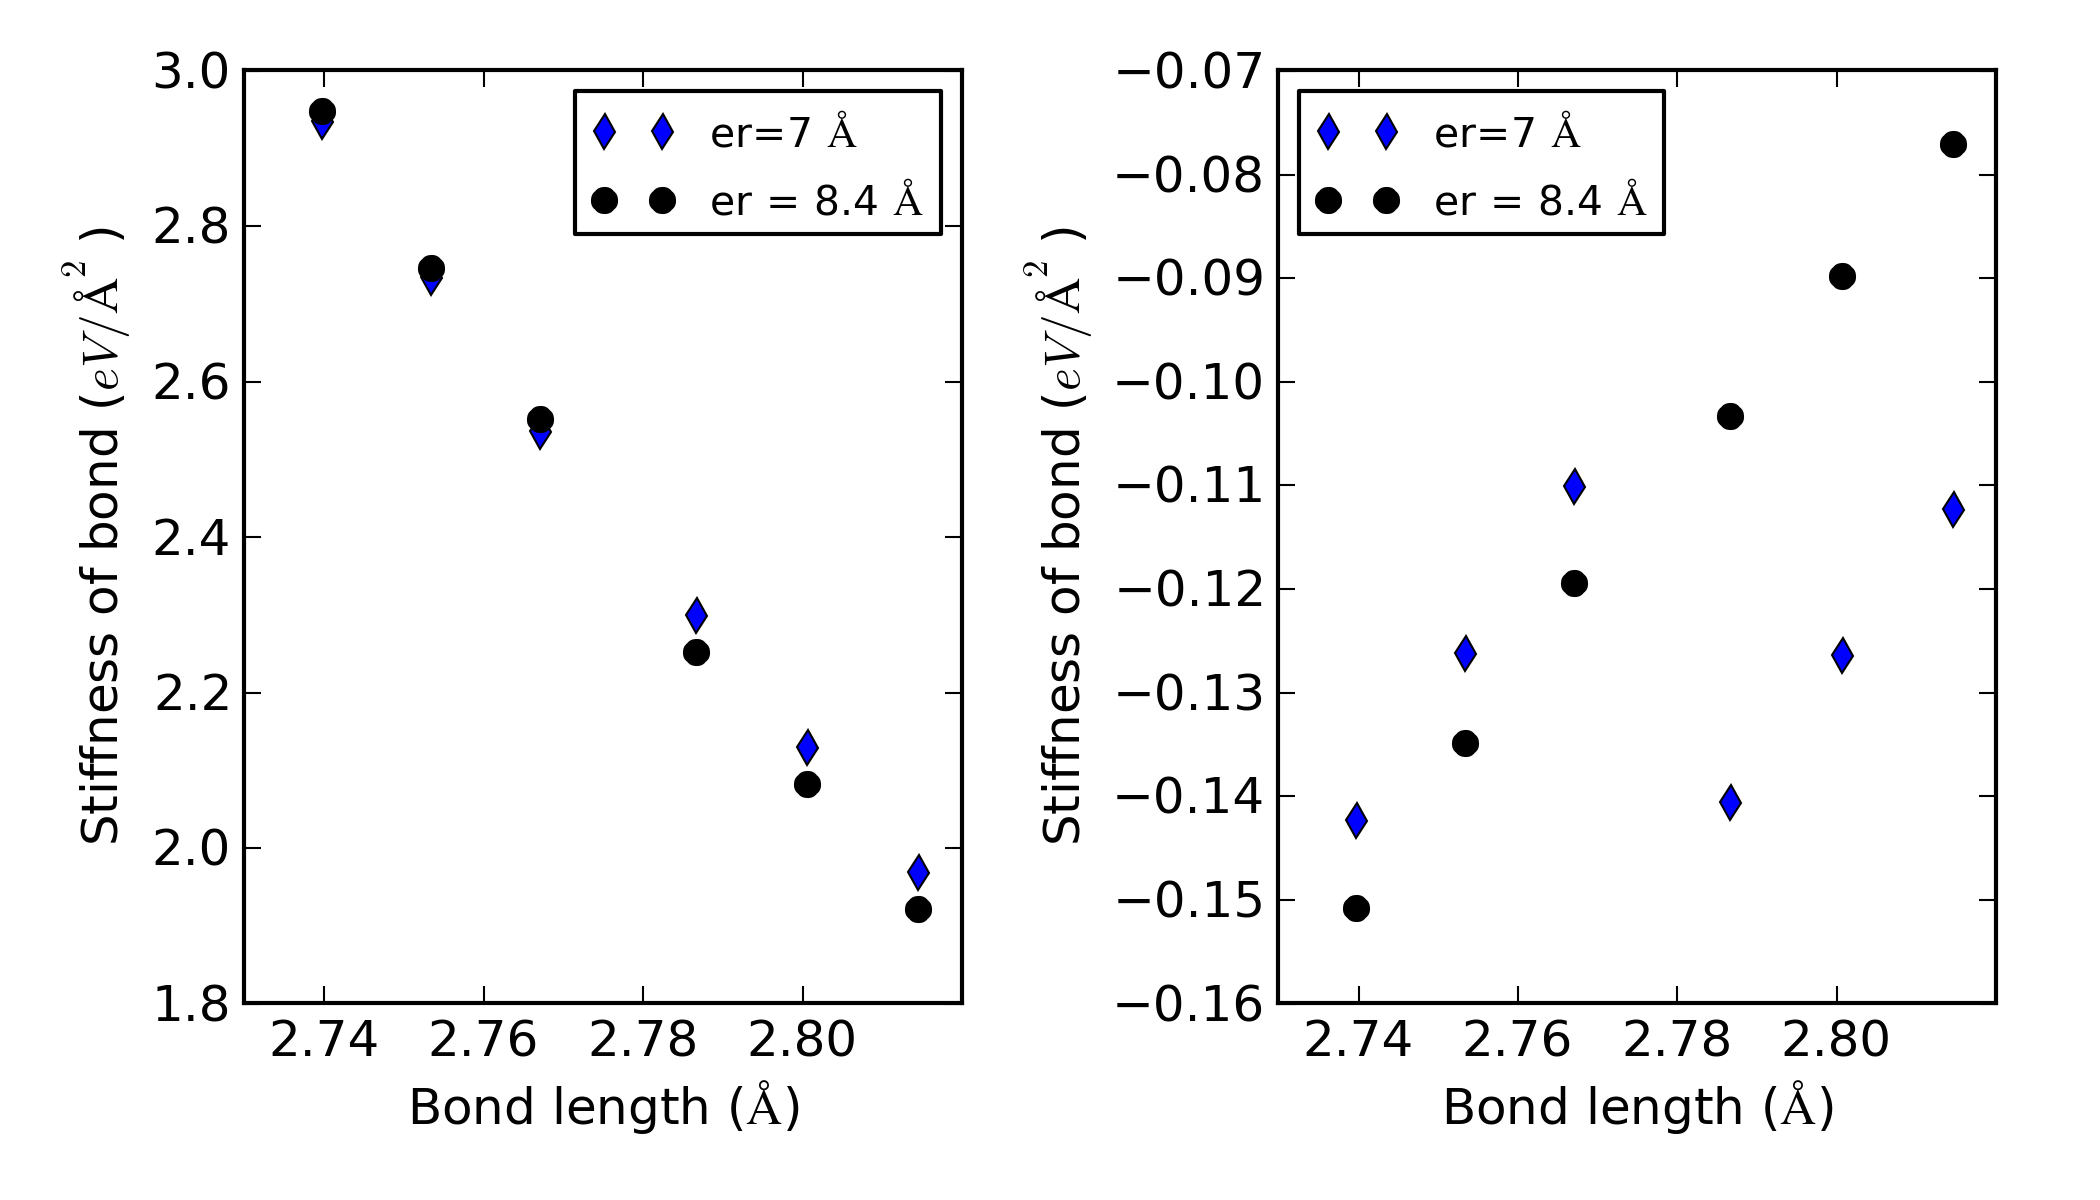 3.0
2.8
2.6
2.4
2.2
2.0
1.8
2.74 2.76 2.78 2.80
Bond length (Å)
Stiffness of bond (eV/Å²)
er=7 Å
er = 8.4 Å
−0.07
−0.08
−0.09
−0.10
−0.11
−0.12
−0.13
−0.14
−0.15
−0.16
2.74 2.76 2.78 2.80
Bond length (Å)
Stiffness of bond (eV/Å²)
er=7 Å
er = 8.4 Å